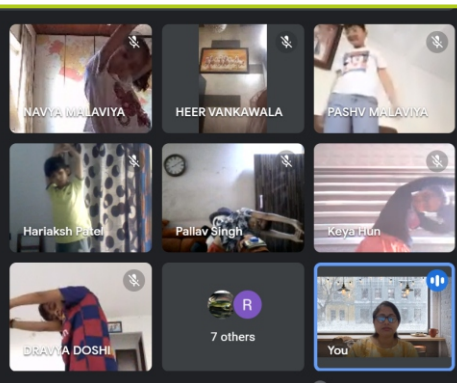 NAVYA MALAVIYA
HEER VANKAWALA
PASHV MALAVIYA
Hariaksh Patel
Pallav Singh
Keya Hun
DRAVYA DOSHI
R
7 others
You